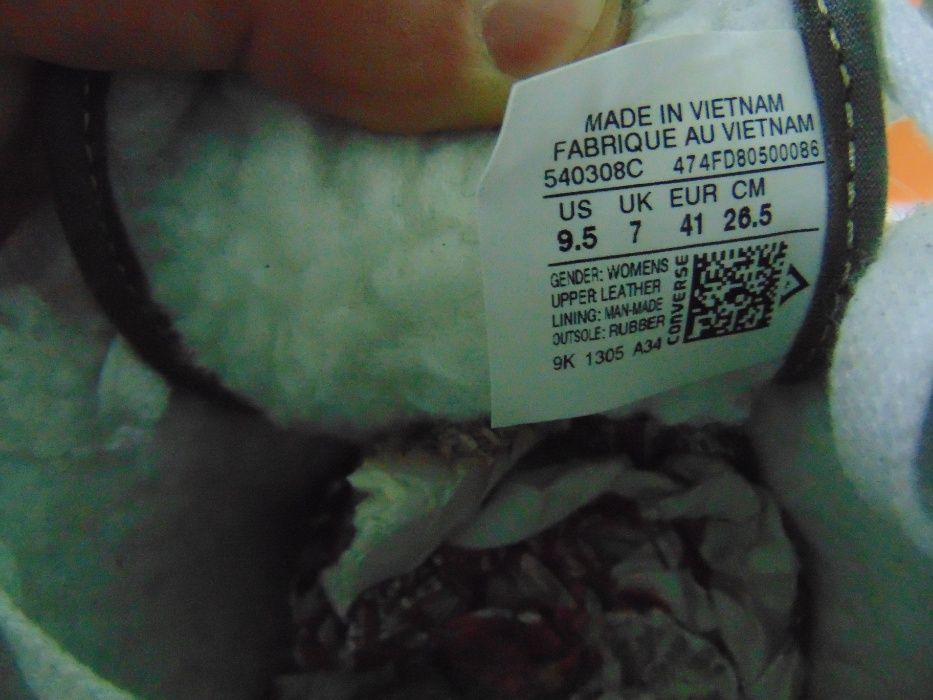 MADE IN VIETNAM
FABRIQUE AU VIETNAM
540308C 474FD80500086
US UK EUR CM
9.5 7 41 26.5
GENDER: WOMENS
UPPER: LEATHER
LINING: MAN-MADE
OUTSOLE: RUBBER
9K 1305 A34
CONVERSE